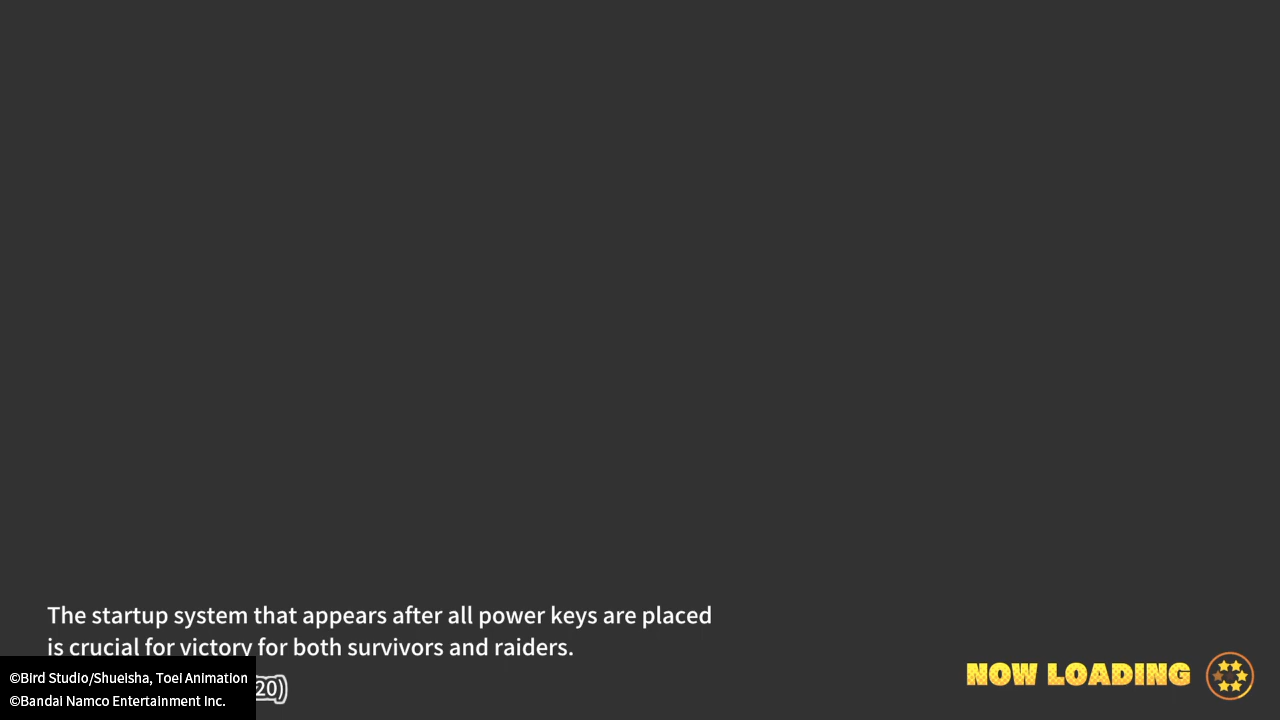 The startup system that appears after all power keys are placed
is crucial for victory for both survivors and raiders.
©Bird Studio/Shueisha, Toei Animation
20)
©Bandai Namco Entertainment Inc.
NOW LOADING